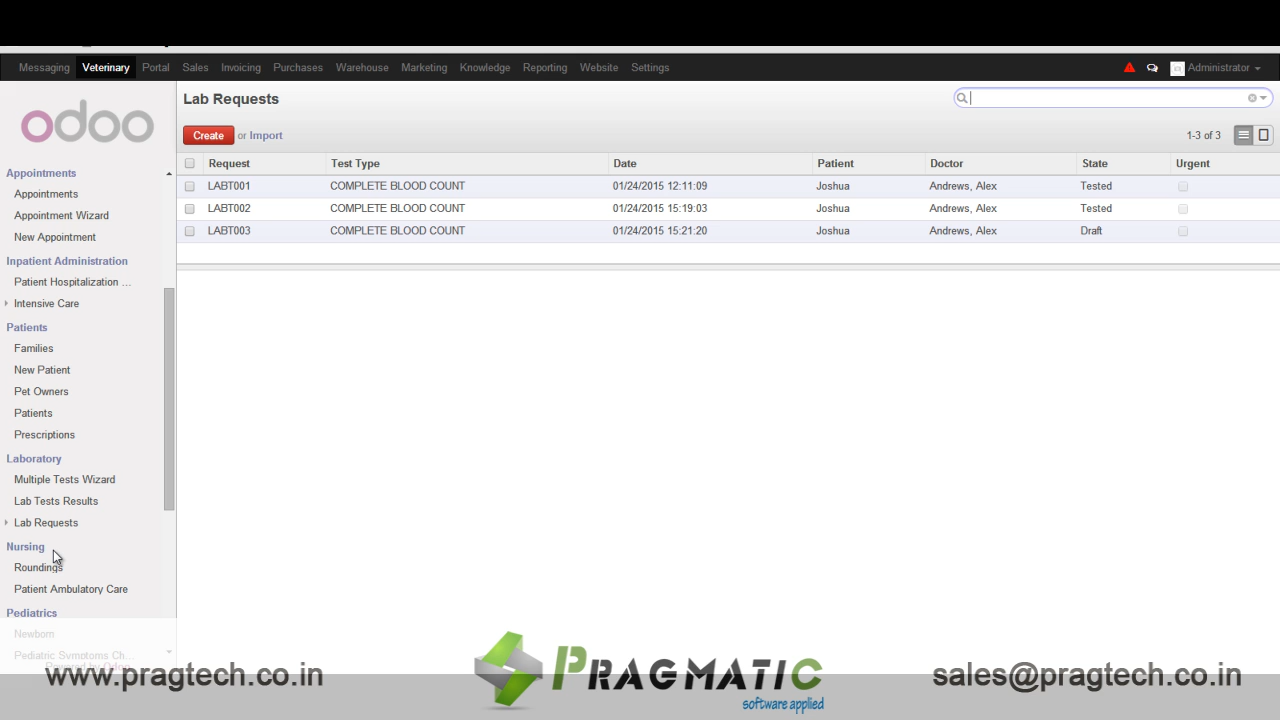 Messaging Veterinary Portal Sales Invoicing Purchases Warehouse Marketing Knowledge Reporting Website Settings Administrator
odoo
Lab Requests
Create or Import
1-3 of 3
Request Test Type Date Patient Doctor State Urgent
LABT001 COMPLETE BLOOD COUNT 01/24/2015 12:11:09 Joshua Andrews, Alex Tested
LABT002 COMPLETE BLOOD COUNT 01/24/2015 15:19:03 Joshua Andrews, Alex Tested
LABT003 COMPLETE BLOOD COUNT 01/24/2015 15:21:20 Joshua Andrews, Alex Draft
Appointments
Appointments
Appointment Wizard
New Appointment
Inpatient Administration
Patient Hospitalization ...
Intensive Care
Patients
Families
New Patient
Pet Owners
Patients
Prescriptions
Laboratory
Multiple Tests Wizard
Lab Tests Results
Lab Requests
Nursing
Roundings
Patient Ambulatory Care
Pediatrics
Newborn
Pediatric Symptoms Ch...
Powered by Odoo
www.pragtech.co.in
PRAGMATIC
software applied
sales@pragtech.co.in